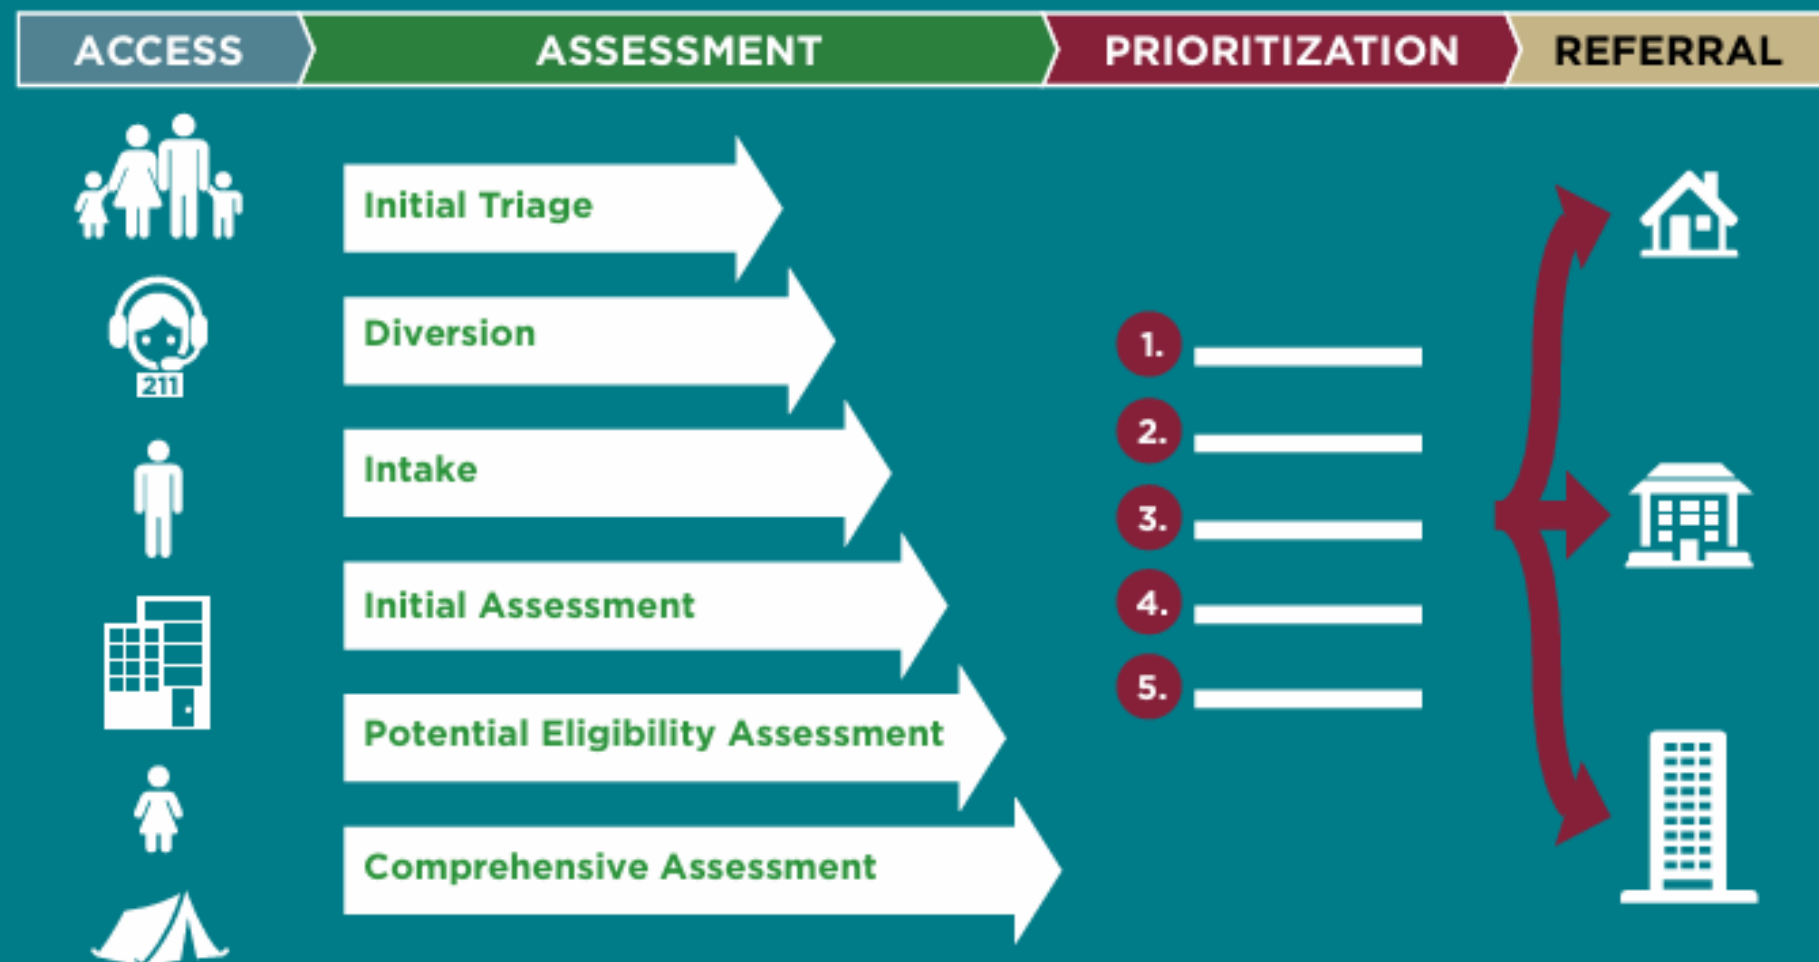 ACCESS
ASSESSMENT
PRIORITIZATION
REFERRAL
211
Initial Triage
Diversion
Intake
Initial Assessment
Potential Eligibility Assessment
Comprehensive Assessment
1.
2.
3.
4.
5.